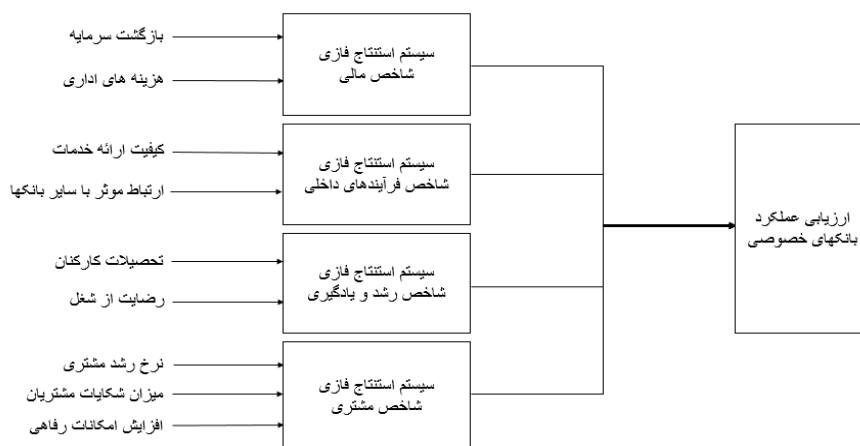 بازگشت سرمایه
هزینه های اداری
سیستم استنتاج فازی
شاخص مالی
کیفیت ارائه خدمات
ارتباط موثر با سایر بانکها
سیستم استنتاج فازی
شاخص فرآیندهای داخلی
تحصیلات کارکنان
رضایت از شغل
سیستم استنتاج فازی
شاخص رشد و یادگیری
نرخ رشد مشتری
میزان شکایات مشتریان
افزایش امکانات رفاهی
سیستم استنتاج فازی
شاخص مشتری
ارزیابی عملکرد
بانکهای خصوصی